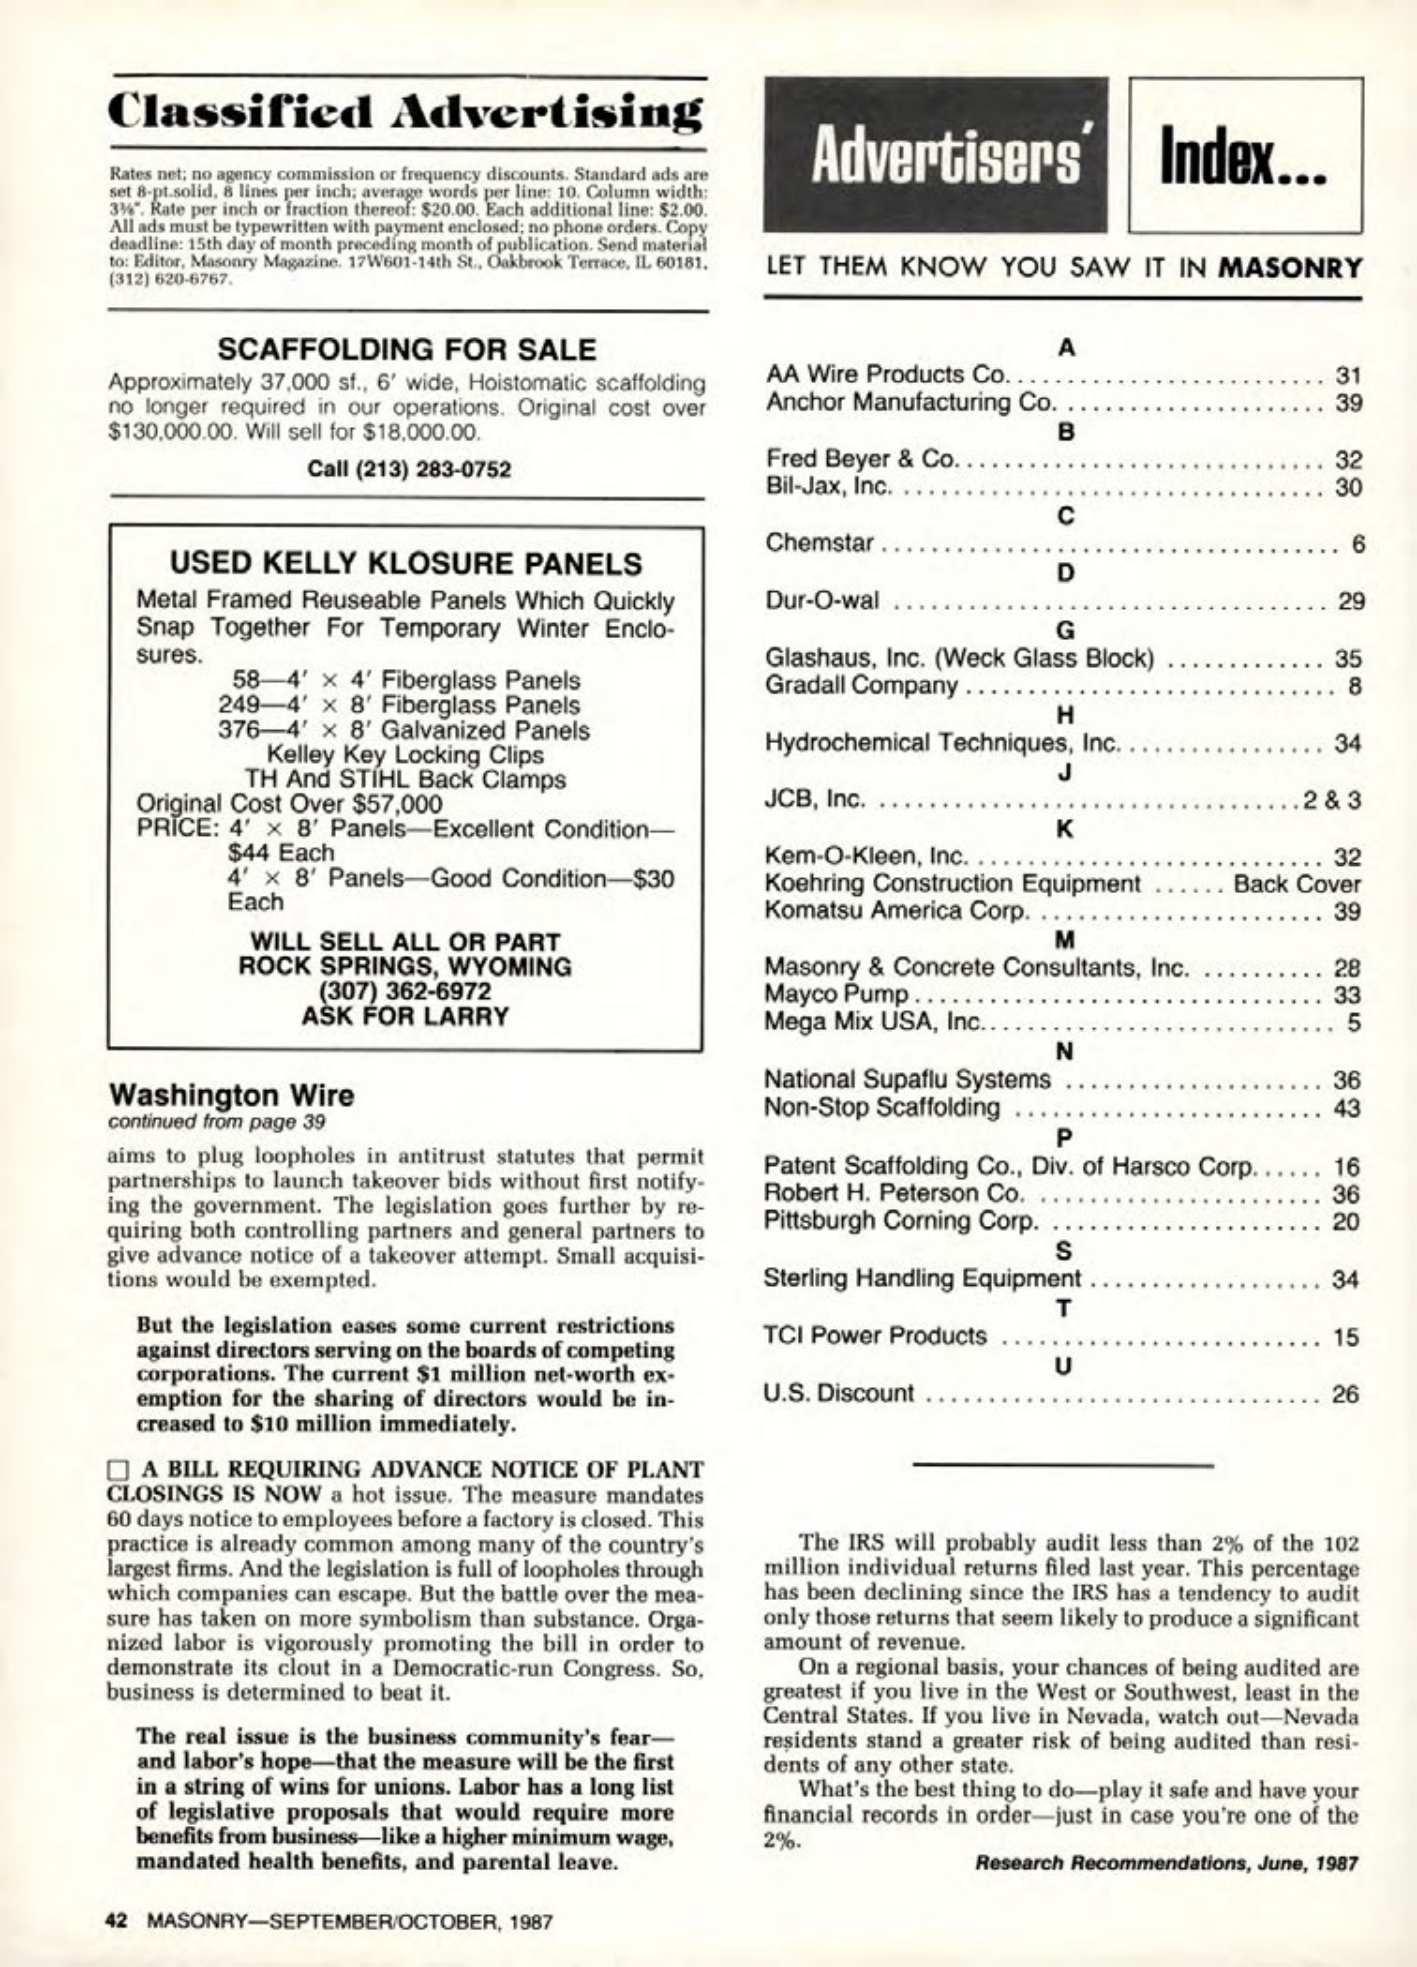 Classified Advertising
Rates net; no agency commission or frequency discounts. Standard ads are
set 8-pt.solid, 8 lines per inch; average words per line: 10. Column width:
3⅜". Rate per inch or fraction thereof: $20.00. Each additional line: $2.00.
All ads must be typewritten with payment enclosed; no phone orders. Copy
deadline: 15th day of month preceding month of publication. Send material
to: Editor, Masonry Magazine. 17W601-14th St., Oakbrook Terrace, IL 60181,
(312) 620-6767.
SCAFFOLDING FOR SALE
Approximately 37,000 sf., 6′ wide, Hoistomatic scaffolding
no longer required in our operations. Original cost over
$130,000.00. Will sell for $18,000.00.
Call (213) 283-0752
USED KELLY KLOSURE PANELS
Metal Framed Reuseable Panels Which Quickly
Snap Together For Temporary Winter Enclo-
sures.
58—4′ × 4′ Fiberglass Panels
249—4′ × 8′ Fiberglass Panels
376—4′ × 8′ Galvanized Panels
Kelley Key Locking Clips
TH And STIHL Back Clamps
Original Cost Over $57,000
PRICE: 4′ × 8′ Panels—Excellent Condition—
$44 Each
4′ × 8′ Panels—Good Condition—$30
Each
WILL SELL ALL OR PART
ROCK SPRINGS, WYOMING
(307) 362-6972
ASK FOR LARRY
Washington Wire
continued from page 39
aims to plug loopholes in antitrust statutes that permit
partnerships to launch takeover bids without first notify-
ing the government. The legislation goes further by re-
quiring both controlling partners and general partners to
give advance notice of a takeover attempt. Small acquisi-
tions would be exempted.
But the legislation eases some current restrictions
against directors serving on the boards of competing
corporations. The current $1 million net-worth ex-
emption for the sharing of directors would be in-
creased to $10 million immediately.
☐ A BILL REQUIRING ADVANCE NOTICE OF PLANT
CLOSINGS IS NOW a hot issue. The measure mandates
60 days notice to employees before a factory is closed. This
practice is already common among many of the country's
largest firms. And the legislation is full of loopholes through
which companies can escape. But the battle over the mea-
sure has taken on more symbolism than substance. Orga-
nized labor is vigorously promoting the bill in order to
demonstrate its clout in a Democratic-run Congress. So,
business is determined to beat it.
The real issue is the business community's fear—
and labor's hope—that the measure will be the first
in a string of wins for unions. Labor has a long list
of legislative proposals that would require more
benefits from business—like a higher minimum wage,
mandated health benefits, and parental leave.
42 MASONRY—SEPTEMBER/OCTOBER, 1987
Advertisers' Index...
LET THEM KNOW YOU SAW IT IN MASONRY
A
AA Wire Products Co. . . . . . . . . . . . . . . . . . . . . . . . . . 31
Anchor Manufacturing Co. . . . . . . . . . . . . . . . . . . . . . 39
B
Fred Beyer & Co. . . . . . . . . . . . . . . . . . . . . . . . . . . . . . 32
Bil-Jax, Inc. . . . . . . . . . . . . . . . . . . . . . . . . . . . . . . . . . . 30
C
Chemstar . . . . . . . . . . . . . . . . . . . . . . . . . . . . . . . . . . . . . 6
D
Dur-O-wal . . . . . . . . . . . . . . . . . . . . . . . . . . . . . . . . . . . 29
G
Glashaus, Inc. (Weck Glass Block) . . . . . . . . . . . . . 35
Gradall Company . . . . . . . . . . . . . . . . . . . . . . . . . . . . . . 8
H
Hydrochemical Techniques, Inc. . . . . . . . . . . . . . . . . 34
J
JCB, Inc. . . . . . . . . . . . . . . . . . . . . . . . . . . . . . . . . . . 2 & 3
K
Kem-O-Kleen, Inc. . . . . . . . . . . . . . . . . . . . . . . . . . . . . 32
Koehring Construction Equipment . . . . . . Back Cover
Komatsu America Corp. . . . . . . . . . . . . . . . . . . . . . . . 39
M
Masonry & Concrete Consultants, Inc. . . . . . . . . . . 28
Mayco Pump . . . . . . . . . . . . . . . . . . . . . . . . . . . . . . . . . 33
Mega Mix USA, Inc. . . . . . . . . . . . . . . . . . . . . . . . . . . . . 5
N
National Supaflu Systems . . . . . . . . . . . . . . . . . . . . . 36
Non-Stop Scaffolding . . . . . . . . . . . . . . . . . . . . . . . . . 43
P
Patent Scaffolding Co., Div. of Harsco Corp. . . . . . 16
Robert H. Peterson Co. . . . . . . . . . . . . . . . . . . . . . . . 36
Pittsburgh Corning Corp. . . . . . . . . . . . . . . . . . . . . . . 20
S
Sterling Handling Equipment . . . . . . . . . . . . . . . . . . . 34
T
TCI Power Products . . . . . . . . . . . . . . . . . . . . . . . . . . 15
U
U.S. Discount . . . . . . . . . . . . . . . . . . . . . . . . . . . . . . . . 26
The IRS will probably audit less than 2% of the 102
million individual returns filed last year. This percentage
has been declining since the IRS has a tendency to audit
only those returns that seem likely to produce a significant
amount of revenue.
On a regional basis, your chances of being audited are
greatest if you live in the West or Southwest, least in the
Central States. If you live in Nevada, watch out—Nevada
residents stand a greater risk of being audited than resi-
dents of any other state.
What's the best thing to do—play it safe and have your
financial records in order—just in case you're one of the
2%.
Research Recommendations, June, 1987